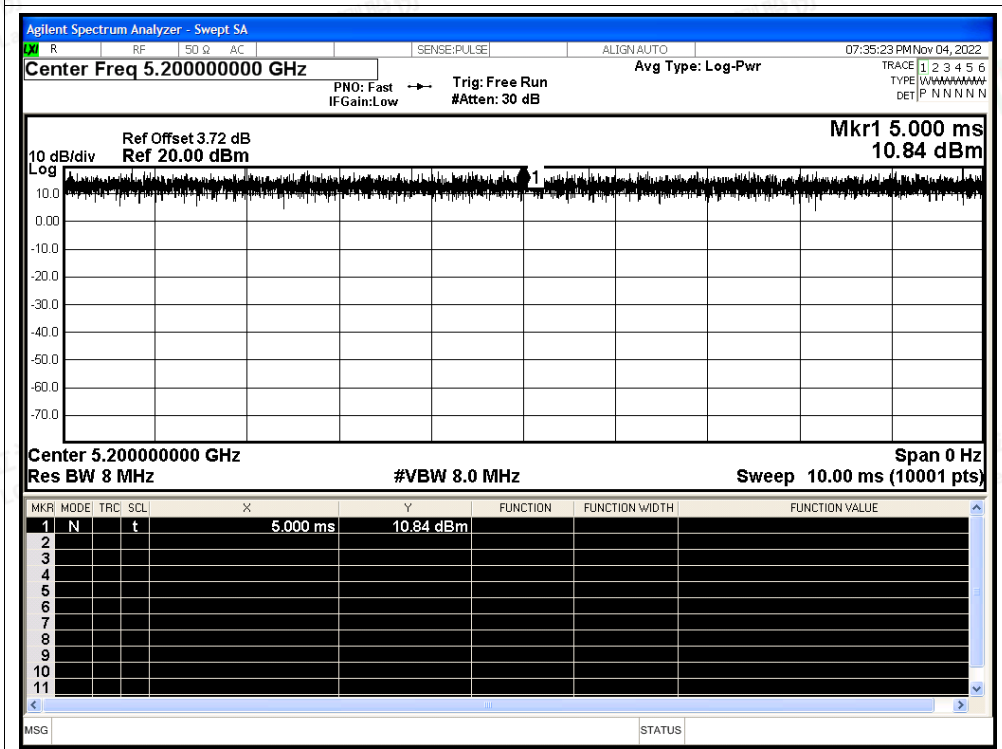 Agilent Spectrum Analyzer - Swept SA
LXI R RF 50 Ω AC SENSE:PULSE ALIGN AUTO 07:35:23 PM Nov 04, 2022
Center Freq 5.200000000 GHz Avg Type: Log-Pwr TRACE 1 2 3 4 5 6
PNO: Fast Trig: Free Run TYPE WWWWWW
IFGain:Low #Atten: 30 dB DET P N N N N N
Mkr1 5.000 ms
Ref Offset 3.72 dB
10 dB/div Ref 20.00 dBm 10.84 dBm
Log
1
10.0
0.00
-10.0
-20.0
-30.0
-40.0
-50.0
-60.0
-70.0
Center 5.200000000 GHz Span 0 Hz
Res BW 8 MHz #VBW 8.0 MHz Sweep 10.00 ms (10001 pts)
MKR MODE TRC SCL X Y FUNCTION FUNCTION WIDTH FUNCTION VALUE
1 N t 5.000 ms 10.84 dBm
2
3
4
5
6
7
8
9
10
11
MSG STATUS